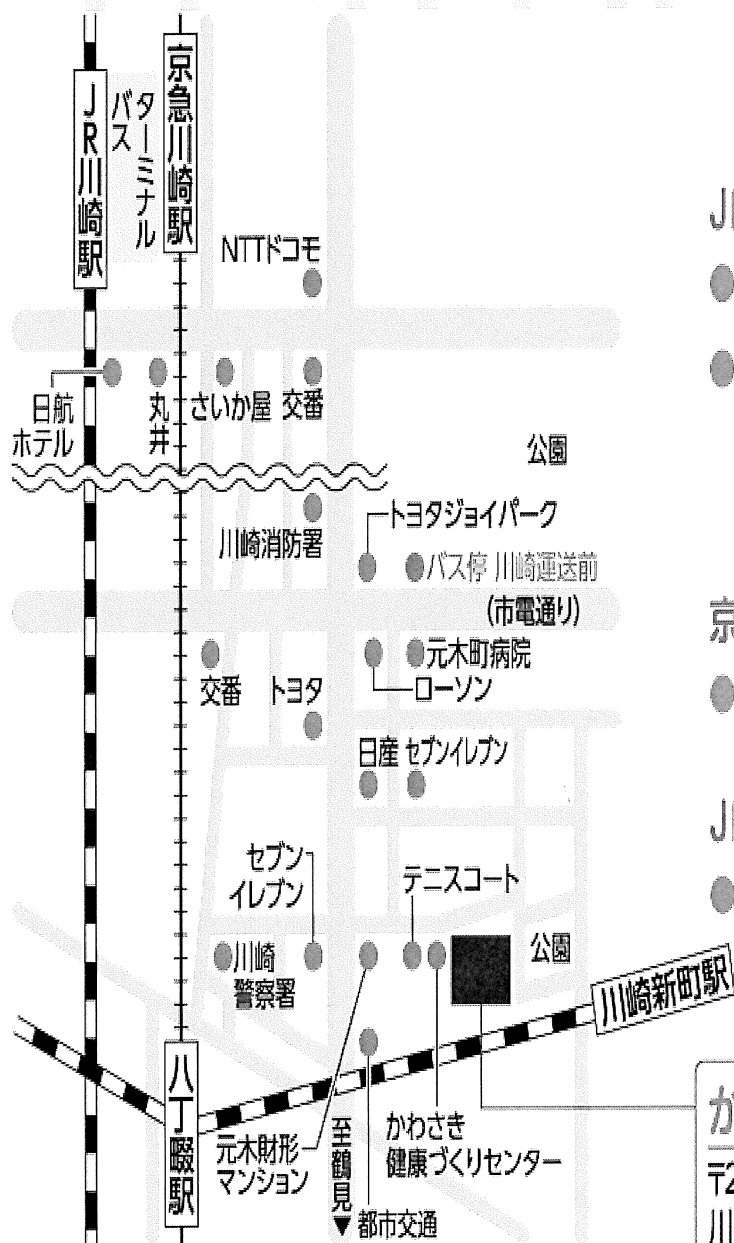 JR川崎駅
バス
ターミナル
京急川崎駅
NTTドコモ
日航
ホテル
丸井
さいか屋
交番
公園
川崎消防署
トヨタジョイパーク
バス停 川崎運送前
(市電通り)
交番
トヨタ
元木町病院
ローソン
日産
セブンイレブン
セブン
イレブン
テニスコート
川崎
警察署
公園
川崎新町駅
八丁畷駅
元木財形
マンション
至鶴見▼
かわさき
健康づくりセンター
都市交通
京
か
〒2
川